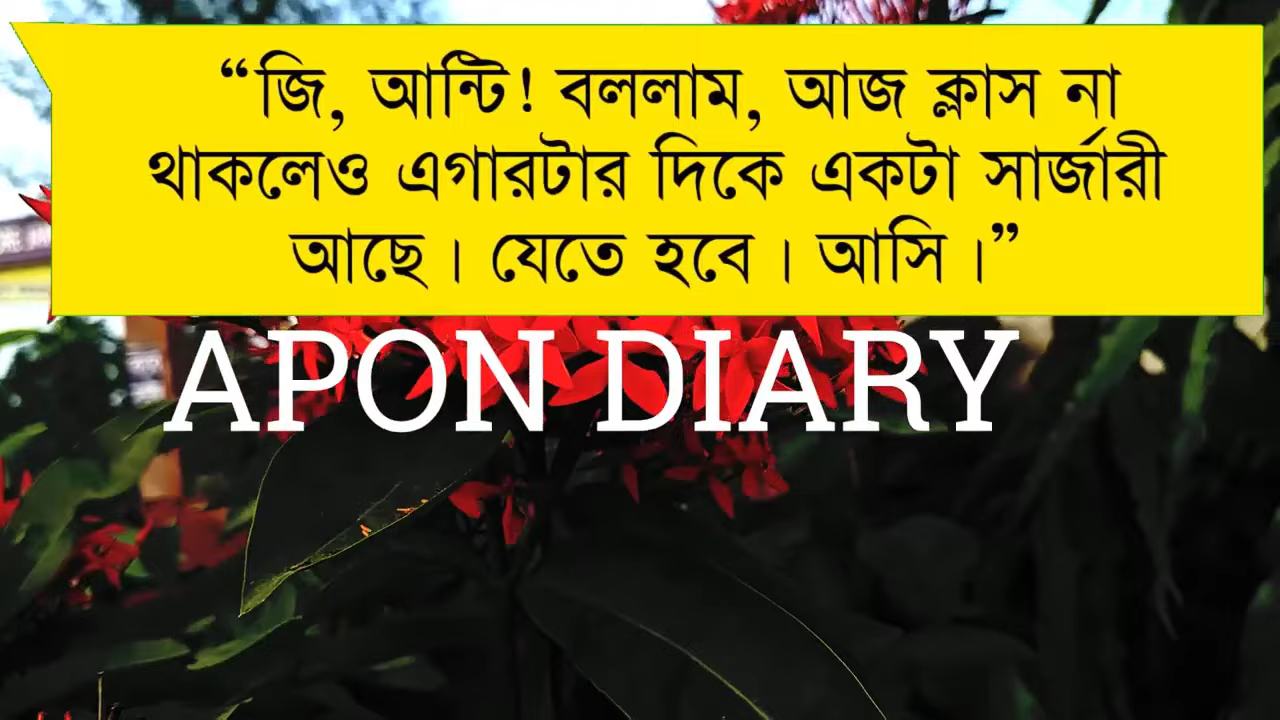 “জি, আন্টি! বললাম, আজ ক্লাস না
থাকলেও এগারটার দিকে একটা সার্জারী
আছে। যেতে হবে। আসি।”
APON DIARY